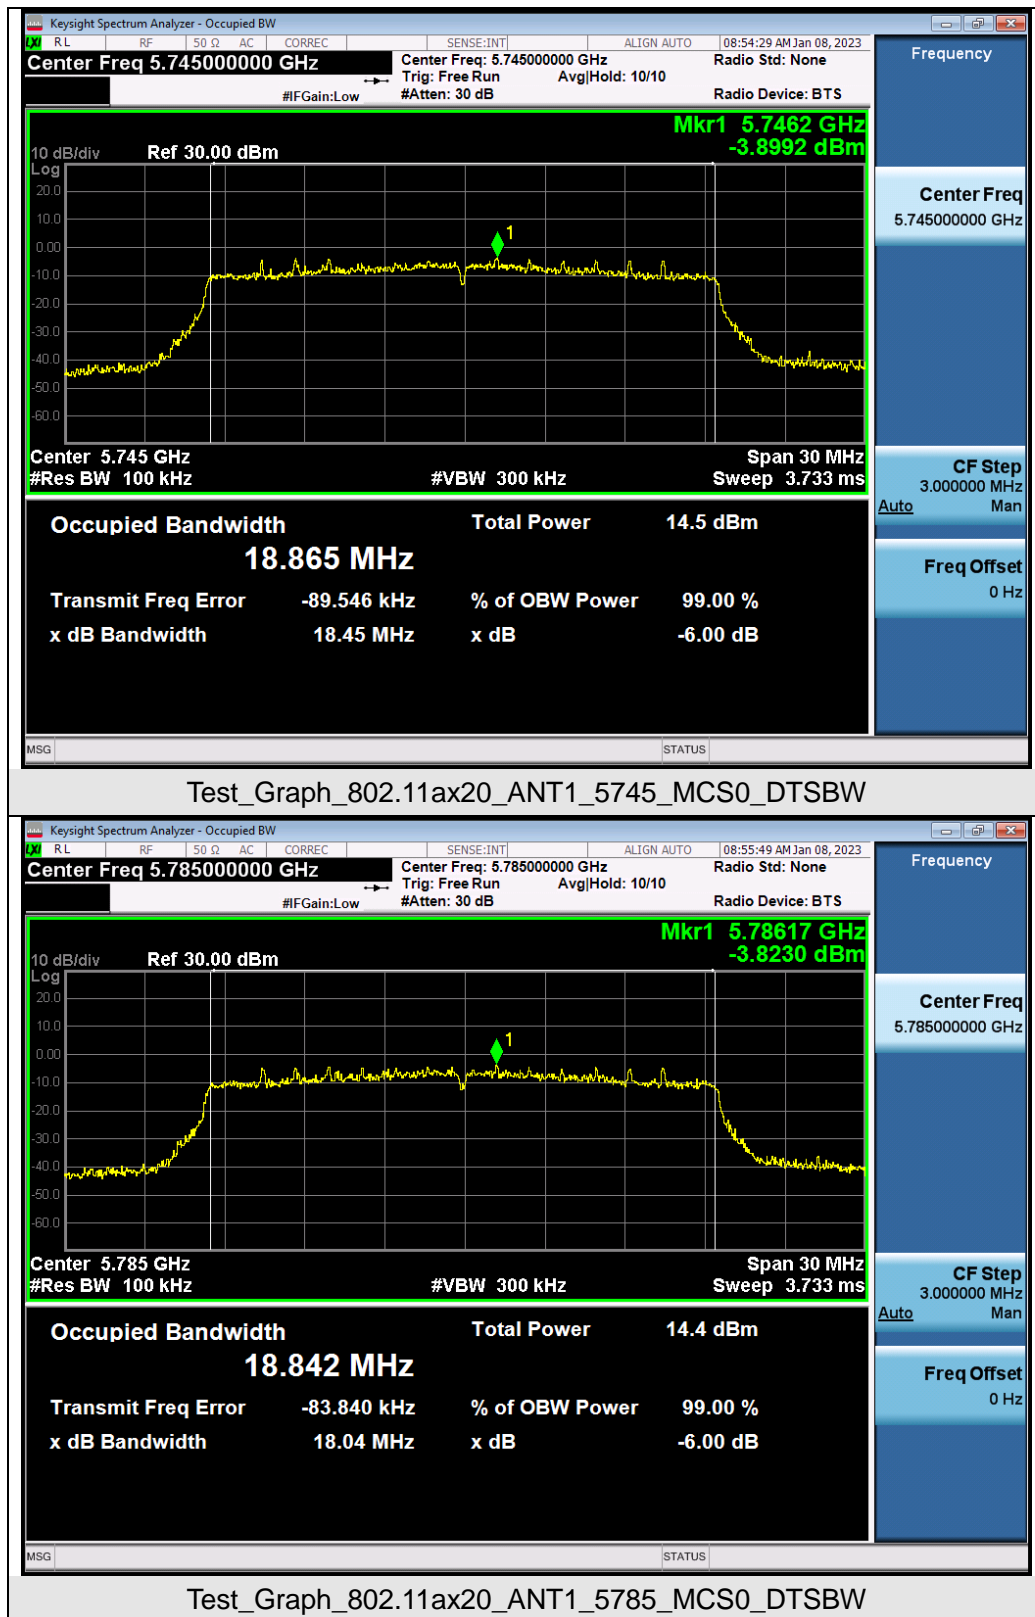 Keysight Spectrum Analyzer - Occupied BW
LXI RL RF 50 Ω AC CORREC SENSE:INT ALIGN AUTO 08:54:29 AM Jan 08, 2023
Center Freq 5.745000000 GHz
Center Freq: 5.745000000 GHz Radio Std: None
Trig: Free Run Avg|Hold: 10/10
#IFGain:Low #Atten: 30 dB Radio Device: BTS
Frequency
Mkr1 5.7462 GHz
-3.8992 dBm
10 dB/div Ref 30.00 dBm
Log
20.0
10.0
0.00
-10.0
-20.0
-30.0
-40.0
-50.0
-60.0
1
Center 5.745 GHz Span 30 MHz
#Res BW 100 kHz #VBW 300 kHz Sweep 3.733 ms
Center Freq
5.745000000 GHz
CF Step
3.000000 MHz
Auto Man
Freq Offset
0 Hz
Occupied Bandwidth Total Power 14.5 dBm
18.865 MHz
Transmit Freq Error -89.546 kHz % of OBW Power 99.00 %
x dB Bandwidth 18.45 MHz x dB -6.00 dB
MSG STATUS
Test_Graph_802.11ax20_ANT1_5745_MCS0_DTSBW
Keysight Spectrum Analyzer - Occupied BW
LXI RL RF 50 Ω AC CORREC SENSE:INT ALIGN AUTO 08:55:49 AM Jan 08, 2023
Center Freq 5.785000000 GHz
Center Freq: 5.785000000 GHz Radio Std: None
Trig: Free Run Avg|Hold: 10/10
#IFGain:Low #Atten: 30 dB Radio Device: BTS
Frequency
Mkr1 5.78617 GHz
-3.8230 dBm
10 dB/div Ref 30.00 dBm
Log
20.0
10.0
0.00
-10.0
-20.0
-30.0
-40.0
-50.0
-60.0
1
Center 5.785 GHz Span 30 MHz
#Res BW 100 kHz #VBW 300 kHz Sweep 3.733 ms
Center Freq
5.785000000 GHz
CF Step
3.000000 MHz
Auto Man
Freq Offset
0 Hz
Occupied Bandwidth Total Power 14.4 dBm
18.842 MHz
Transmit Freq Error -83.840 kHz % of OBW Power 99.00 %
x dB Bandwidth 18.04 MHz x dB -6.00 dB
MSG STATUS
Test_Graph_802.11ax20_ANT1_5785_MCS0_DTSBW